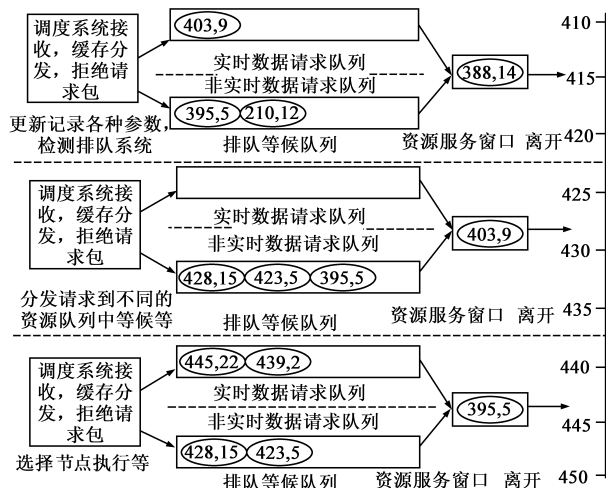 调度系统接
收，缓存分
发，拒绝请
求包
403,9
实时数据请求队列
非实时数据请求队列
395,5
210,12
更新记录各种参数，
检测排队系统
排队等候队列
388,14
资源服务窗口 离开
410
415
420
调度系统接
收，缓存分
发，拒绝请
求包
实时数据请求队列
非实时数据请求队列
428,15
423,5
395,5
分发请求到不同的
资源队列中等候等
排队等候队列
403,9
资源服务窗口 离开
425
430
435
调度系统接
收，缓存分
发，拒绝请
求包
445,22
439,2
实时数据请求队列
非实时数据请求队列
428,15
423,5
选择节点执行等
排队等候队列
395,5
资源服务窗口 离开
440
445
450